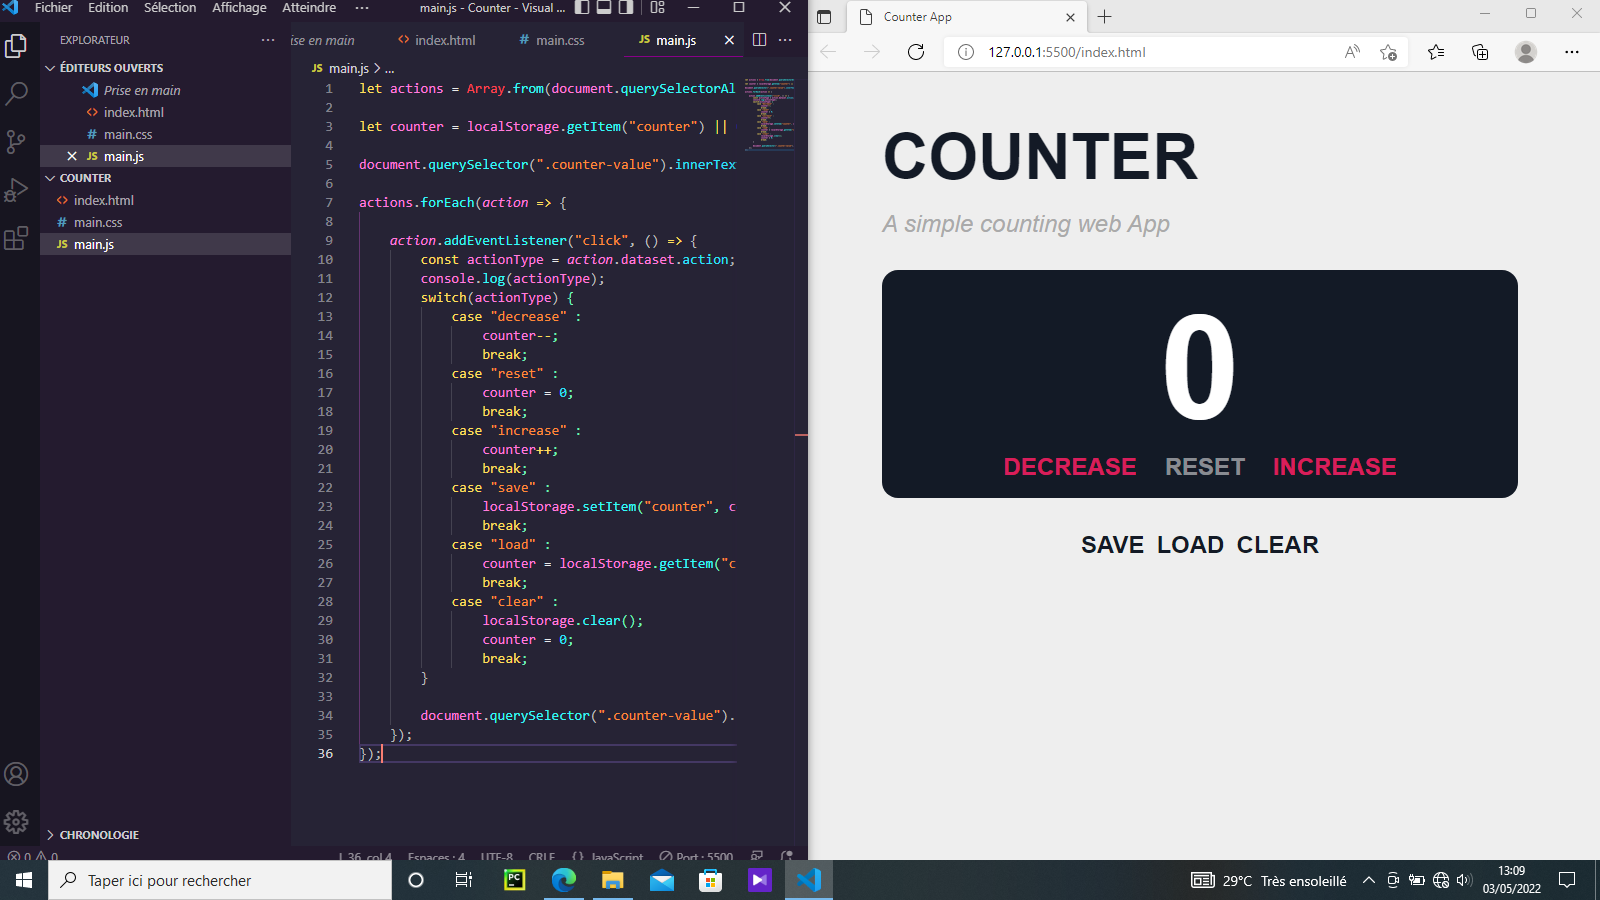 Fichier Edition Sélection Affichage Atteindre ··· main.js - Counter - Visual ...
EXPLORATEUR ···
ÉDITEURS OUVERTS
Prise en main
index.html
main.css
main.js
COUNTER
index.html
main.css
JS main.js
CHRONOLOGIE
ise en main index.html # main.css JS main.js
JS main.js > ...
1 let actions = Array.from(document.querySelectorAl
2
3 let counter = localStorage.getItem("counter") ||
4
5 document.querySelector(".counter-value").innerTex
6
7 actions.forEach(action => {
8
9 action.addEventListener("click", () => {
10 const actionType = action.dataset.action;
11 console.log(actionType);
12 switch(actionType) {
13 case "decrease" :
14 counter--;
15 break;
16 case "reset" :
17 counter = 0;
18 break;
19 case "increase" :
20 counter++;
21 break;
22 case "save" :
23 localStorage.setItem("counter", c
24 break;
25 case "load" :
26 counter = localStorage.getItem("c
27 break;
28 case "clear" :
29 localStorage.clear();
30 counter = 0;
31 break;
32 }
33
34 document.querySelector(".counter-value").
35 });
36 });
0 0 L 36, col 4 Espaces : 4 UTF-8 CRLF {} JavaScript Port : 5500
Counter App
127.0.0.1:5500/index.html
COUNTER
A simple counting web App
0
DECREASE RESET INCREASE
SAVE LOAD CLEAR
Taper ici pour rechercher
29°C Très ensoleillé
13:09
03/05/2022